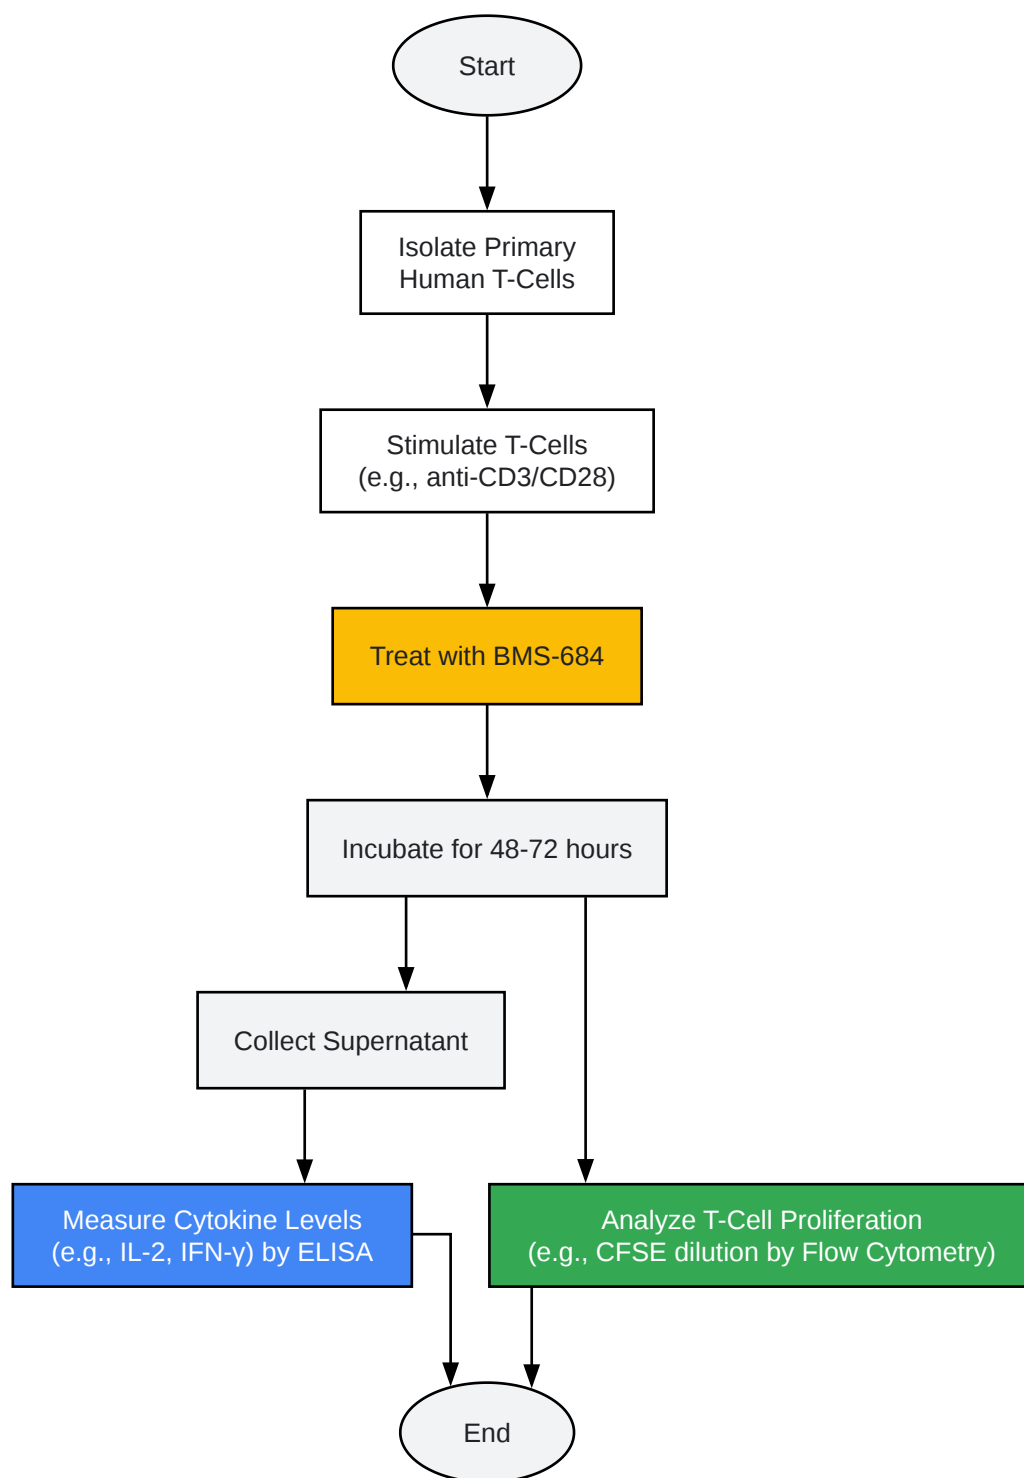 Start
Isolate Primary
Human T-Cells
Stimulate T-Cells
(e.g., anti-CD3/CD28)
Treat with BMS-684
Incubate for 48-72 hours
Collect Supernatant
Measure Cytokine Levels
(e.g., IL-2, IFN-γ) by ELISA
Analyze T-Cell Proliferation
(e.g., CFSE dilution by Flow Cytometry)
End